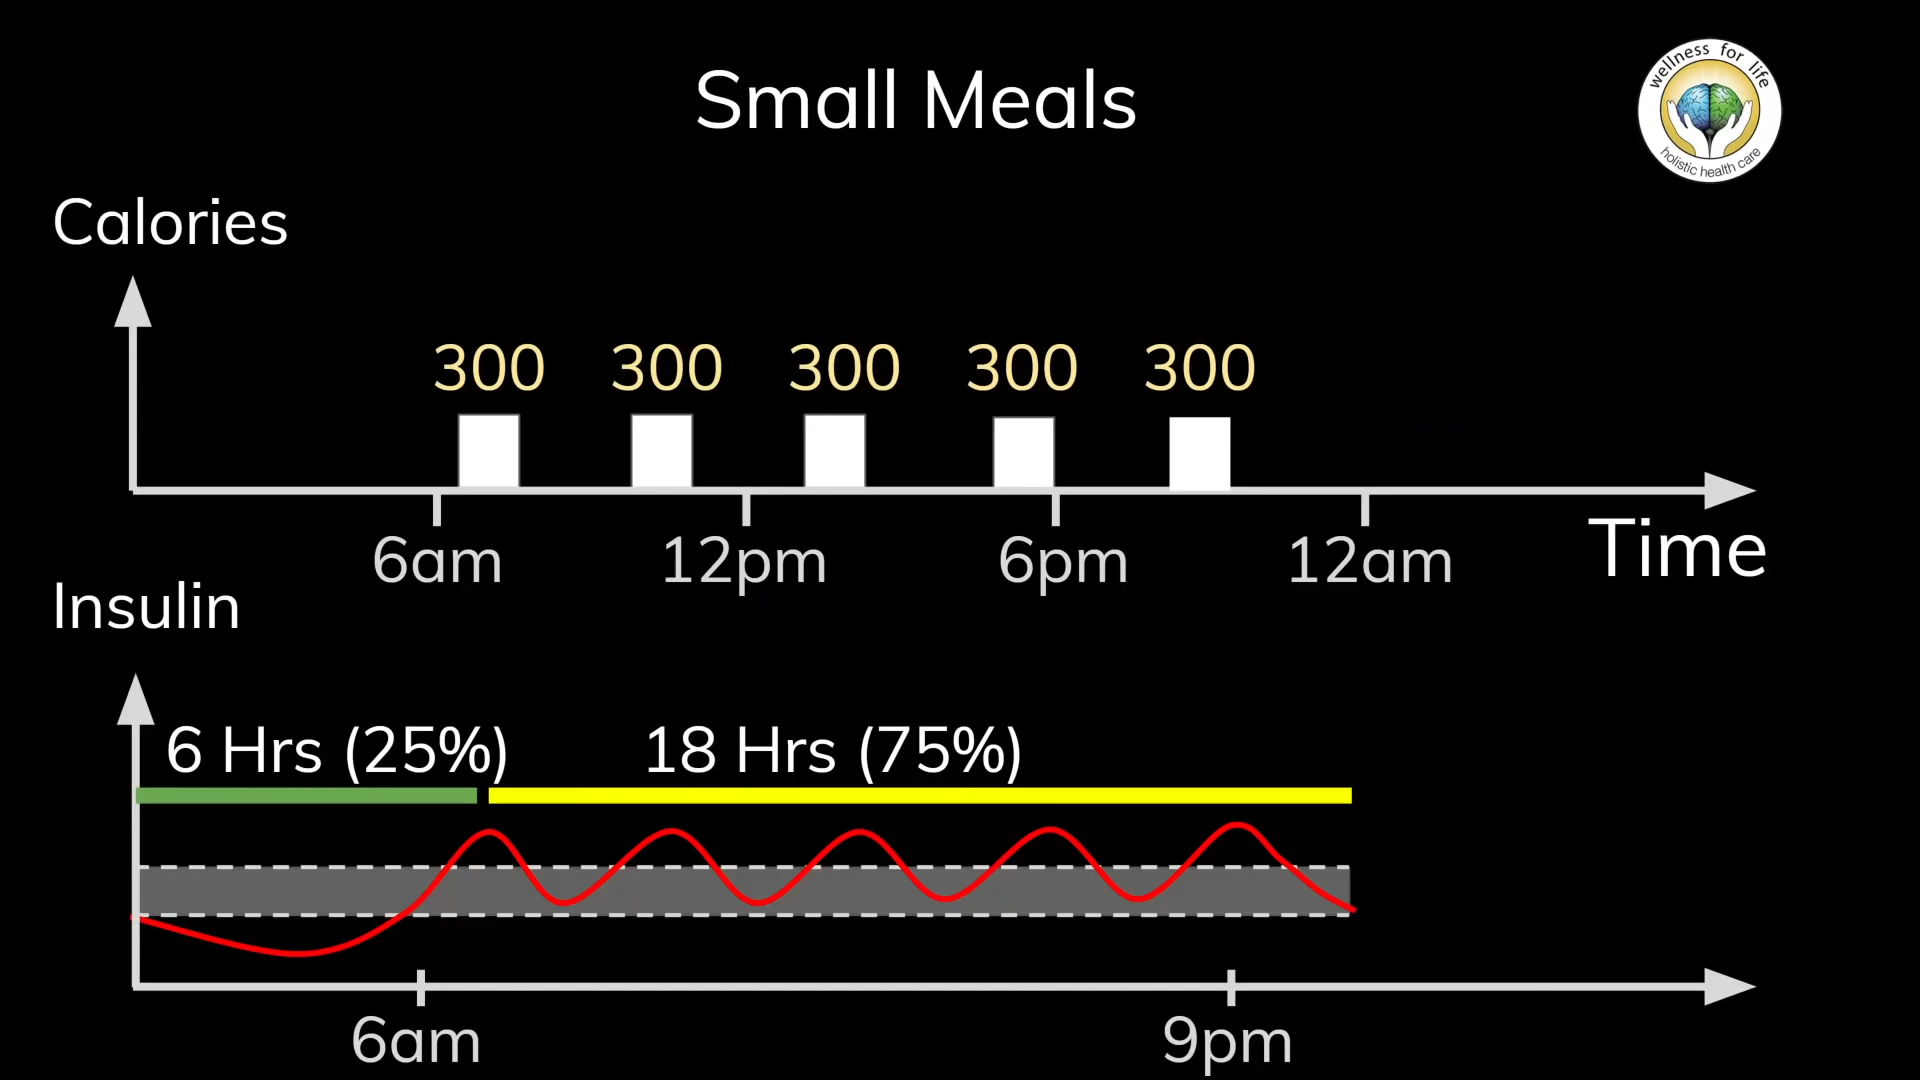 Small Meals
wellness for life
holistic health care
Calories
300 300 300 300 300
6am 12pm 6pm 12am
Time
Insulin
6 Hrs (25%) 18 Hrs (75%)
6am 9pm